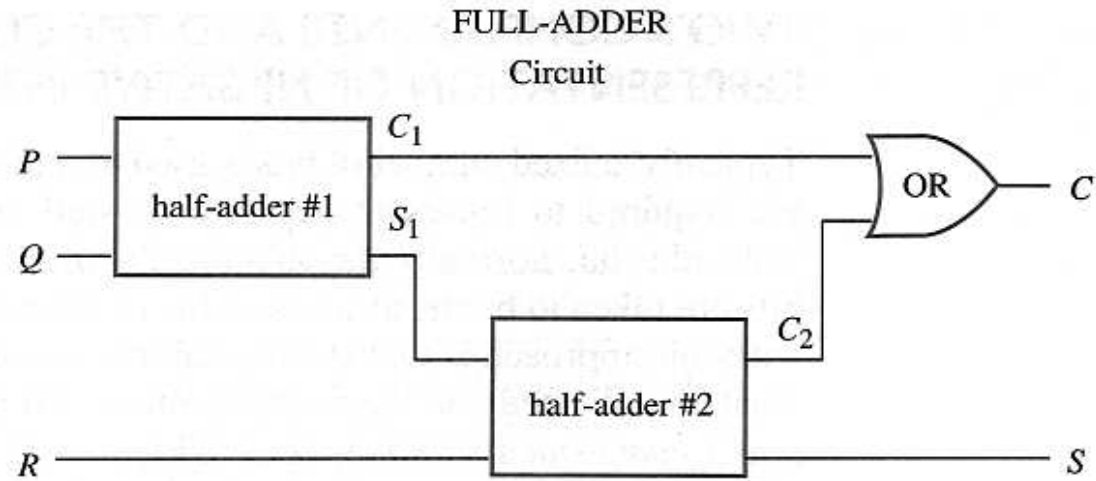 FULL-ADDER
Circuit
P
Q
R
half-adder #1
C1
S1
half-adder #2
C2
OR
C
S